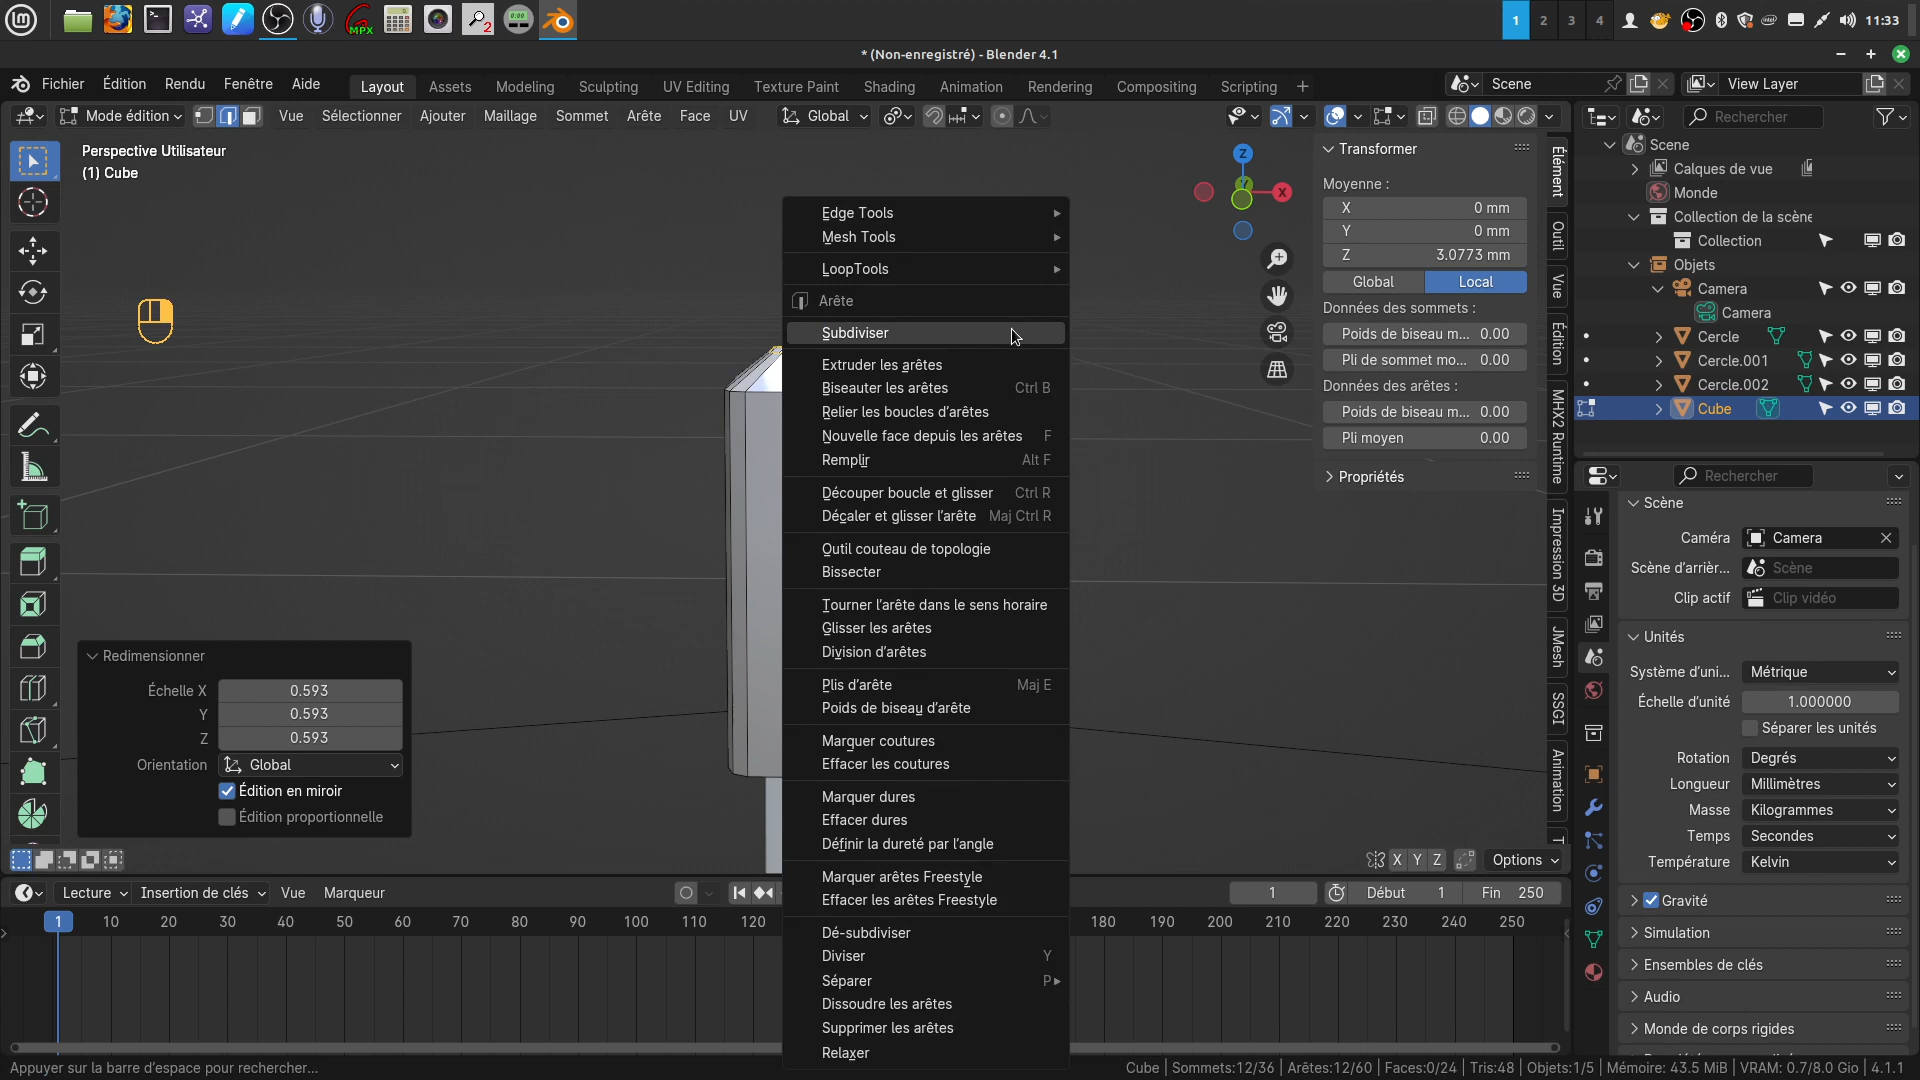 MPX
2
0:00
1 2 3 4
11:33
* (Non-enregistré) - Blender 4.1
Fichier Édition Rendu Fenêtre Aide
Layout Assets Modeling Sculpting UV Editing Texture Paint Shading Animation Rendering Compositing Scripting +
Scene
View Layer
Mode édition
Vue Sélectionner Ajouter Maillage Sommet Arête Face UV
Global
Rechercher
Perspective Utilisateur
(1) Cube
Z
X
Y
Edge Tools
Mesh Tools
LoopTools
Arête
Subdiviser
Extruder les arêtes
Biseauter les arêtes Ctrl B
Relier les boucles d'arêtes
Nouvelle face depuis les arêtes F
Remplir Alt F
Découper boucle et glisser Ctrl R
Décaler et glisser l'arête Maj Ctrl R
Outil couteau de topologie
Bissecter
Tourner l'arête dans le sens horaire
Glisser les arêtes
Division d'arêtes
Plis d'arête Maj E
Poids de biseau d'arête
Marquer coutures
Effacer les coutures
Marquer dures
Effacer dures
Définir la dureté par l'angle
Marquer arêtes Freestyle
Effacer les arêtes Freestyle
Dé-subdiviser
Diviser Y
Séparer P
Dissoudre les arêtes
Supprimer les arêtes
Relaxer
Transformer
Moyenne :
X 0 mm
Y 0 mm
Z 3.0773 mm
Global Local
Données des sommets :
Poids de biseau m... 0.00
Pli de sommet mo... 0.00
Données des arêtes :
Poids de biseau m... 0.00
Pli moyen 0.00
Propriétés
Élément
Outil
Vue
Édition
MHX2 Runtime
Impression 3D
JMesh
SSGI
Animation
Scene
Calques de vue
Monde
Collection de la scène
Collection
Objets
Camera
Camera
Cercle
Cercle.001
Cercle.002
Cube
Rechercher
Scène
Caméra Camera
Scène d'arrièr... Scène
Clip actif Clip vidéo
Unités
Système d'uni... Métrique
Échelle d'unité 1.000000
Séparer les unités
Rotation Degrés
Longueur Millimètres
Masse Kilogrammes
Temps Secondes
Température Kelvin
Gravité
Simulation
Ensembles de clés
Audio
Monde de corps rigides
Redimensionner
Échelle X 0.593
Y 0.593
Z 0.593
Orientation Global
Édition en miroir
Édition proportionnelle
X Y Z
Options
Lecture Insertion de clés Vue Marqueur
1
Début 1 Fin 250
1 10 20 30 40 50 60 70 80 90 100 110 120 180 190 200 210 220 230 240 250
Appuyer sur la barre d'espace pour rechercher...
Cube | Sommets:12/36 | Arêtes:12/60 | Faces:0/24 | Tris:48 | Objets:1/5 | Mémoire: 43.5 MiB | VRAM: 0.7/8.0 Gio | 4.1.1